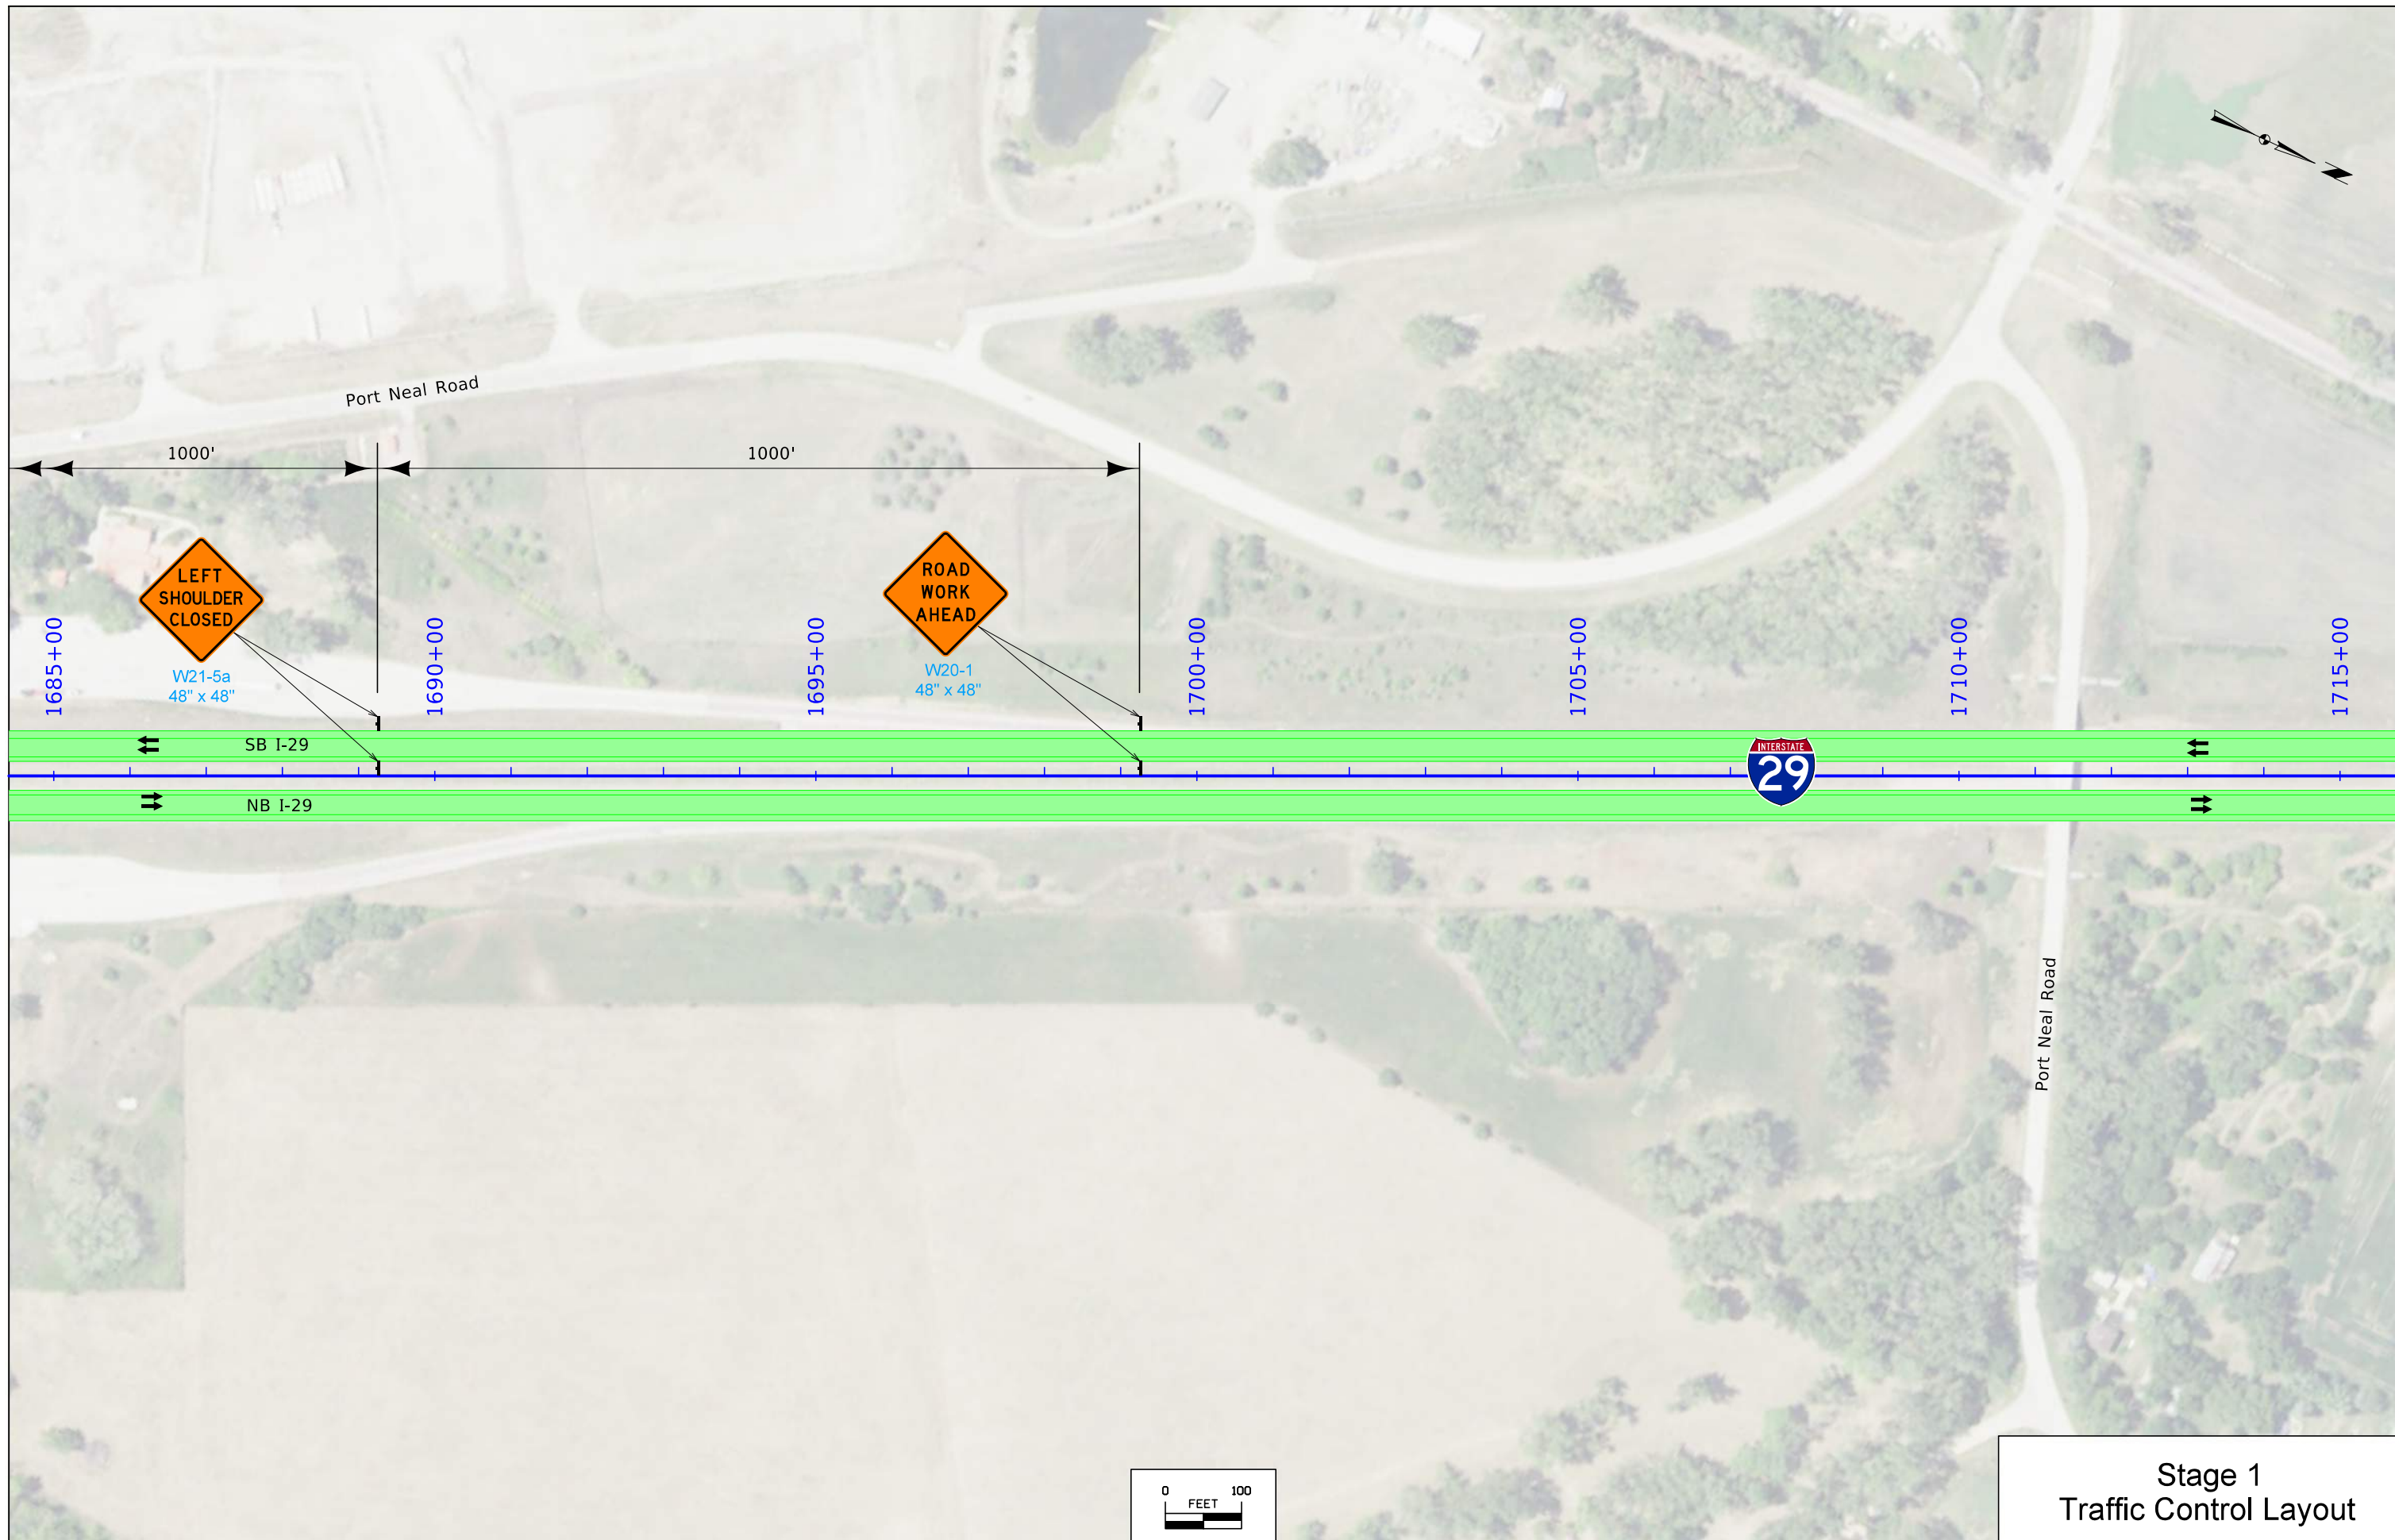 Port Neal Road
1000'
1000'
LEFT
SHOULDER
CLOSED
W21-5a
48" x 48"
ROAD
WORK
AHEAD
W20-1
48" x 48"
1685+00
1690+00
1695+00
1700+00
1705+00
1710+00
1715+00
SB I-29
INTERSTATE
29
NB I-29
Port Neal Road
N
0 100
FEET
Stage 1
Traffic Control Layout